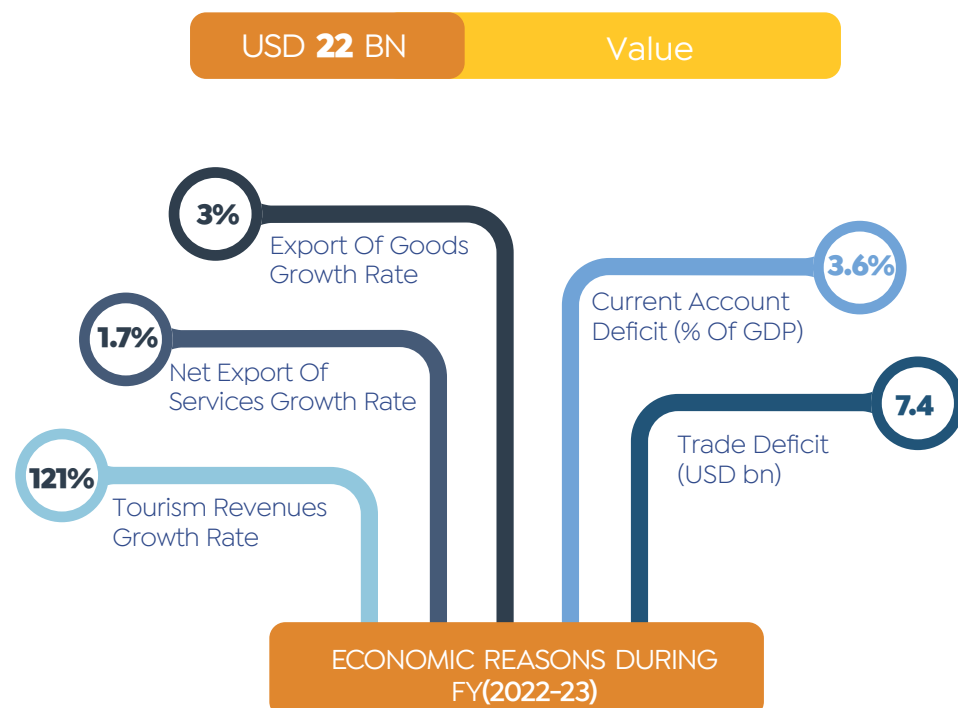 USD 22 BN
Value
3%
Export Of Goods
Growth Rate
1.7%
Net Export Of
Services Growth Rate
121%
Tourism Revenues
Growth Rate
3.6%
Current Account
Deficit (% Of GDP)
7.4
Trade Deficit
(USD bn)
ECONOMIC REASONS DURING
FY(2022-23)